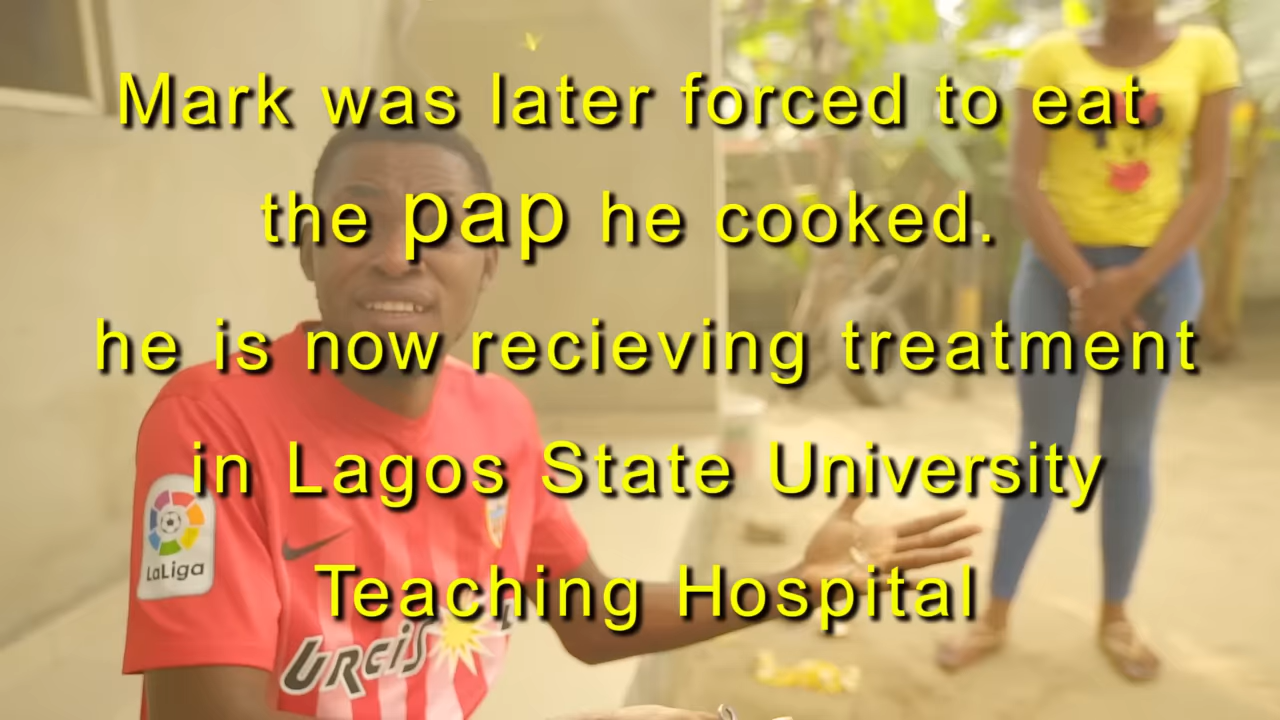 Mark was later forced to eat
the pap he cooked.
he is now recieving treatment
in Lagos State University
Teaching Hospital
LaLiga
URCIS